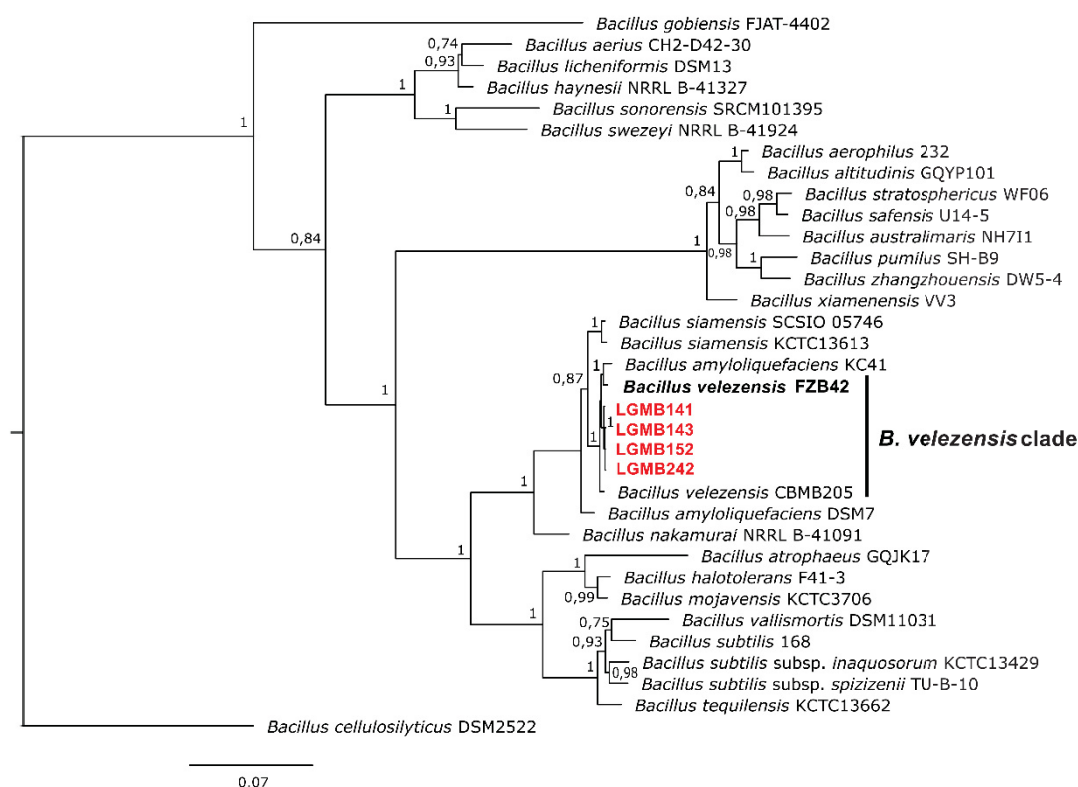 Bacillus gobiensis FJAT-4402
0,74
Bacillus aerius CH2-D42-30
0,93
Bacillus licheniformis DSM13
1
Bacillus haynesii NRRL B-41327
1
Bacillus sonorensis SRCM101395
1
Bacillus swezeyi NRRL B-41924
1
Bacillus aerophilus 232
Bacillus altitudinis GQYP101
0,84
0,98
Bacillus stratosphericus WF06
0,98
Bacillus safensis U14-5
0,84
1
0,98
Bacillus australimaris NH7I1
1
Bacillus pumilus SH-B9
Bacillus zhangzhouensis DW5-4
Bacillus xiamenensis VV3
1
Bacillus siamensis SCSIO 05746
Bacillus siamensis KCTC13613
1
Bacillus amyloliquefaciens KC41
0,87
1
Bacillus velezensis FZB42
LGMB141
1
LGMB143
1
B. velezensis clade
LGMB152
LGMB242
1
Bacillus velezensis CBMB205
Bacillus amyloliquefaciens DSM7
1
Bacillus nakamurai NRRL B-41091
1
Bacillus atrophaeus GQJK17
Bacillus halotolerans F41-3
0,99
Bacillus mojavensis KCTC3706
1
0,75
Bacillus vallismortis DSM11031
0,93
Bacillus subtilis 168
1
0,98
Bacillus subtilis subsp. inaquosorum KCTC13429
Bacillus subtilis subsp. spizizenii TU-B-10
Bacillus tequilensis KCTC13662
Bacillus cellulosilyticus DSM2522
0.07